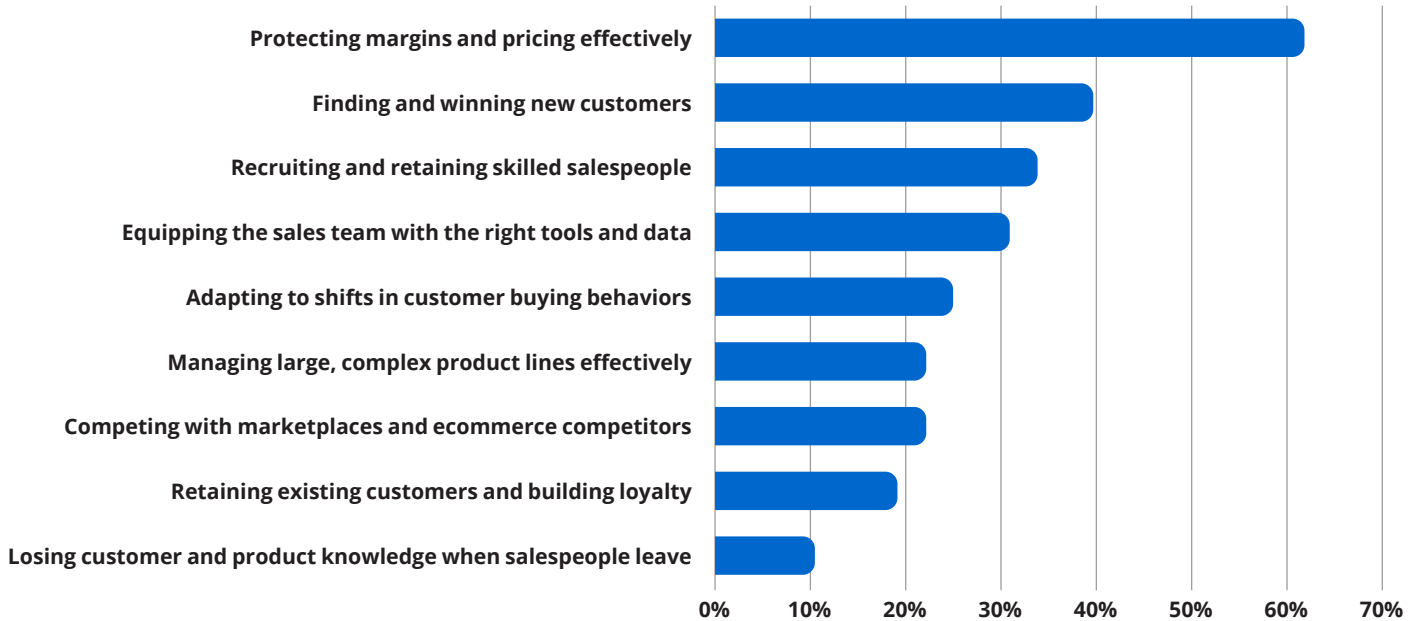 Protecting margins and pricing effectively
Finding and winning new customers
Recruiting and retaining skilled salespeople
Equipping the sales team with the right tools and data
Adapting to shifts in customer buying behaviors
Managing large, complex product lines effectively
Competing with marketplaces and ecommerce competitors
Retaining existing customers and building loyalty
Losing customer and product knowledge when salespeople leave
0% 10% 20% 30% 40% 50% 60% 70%